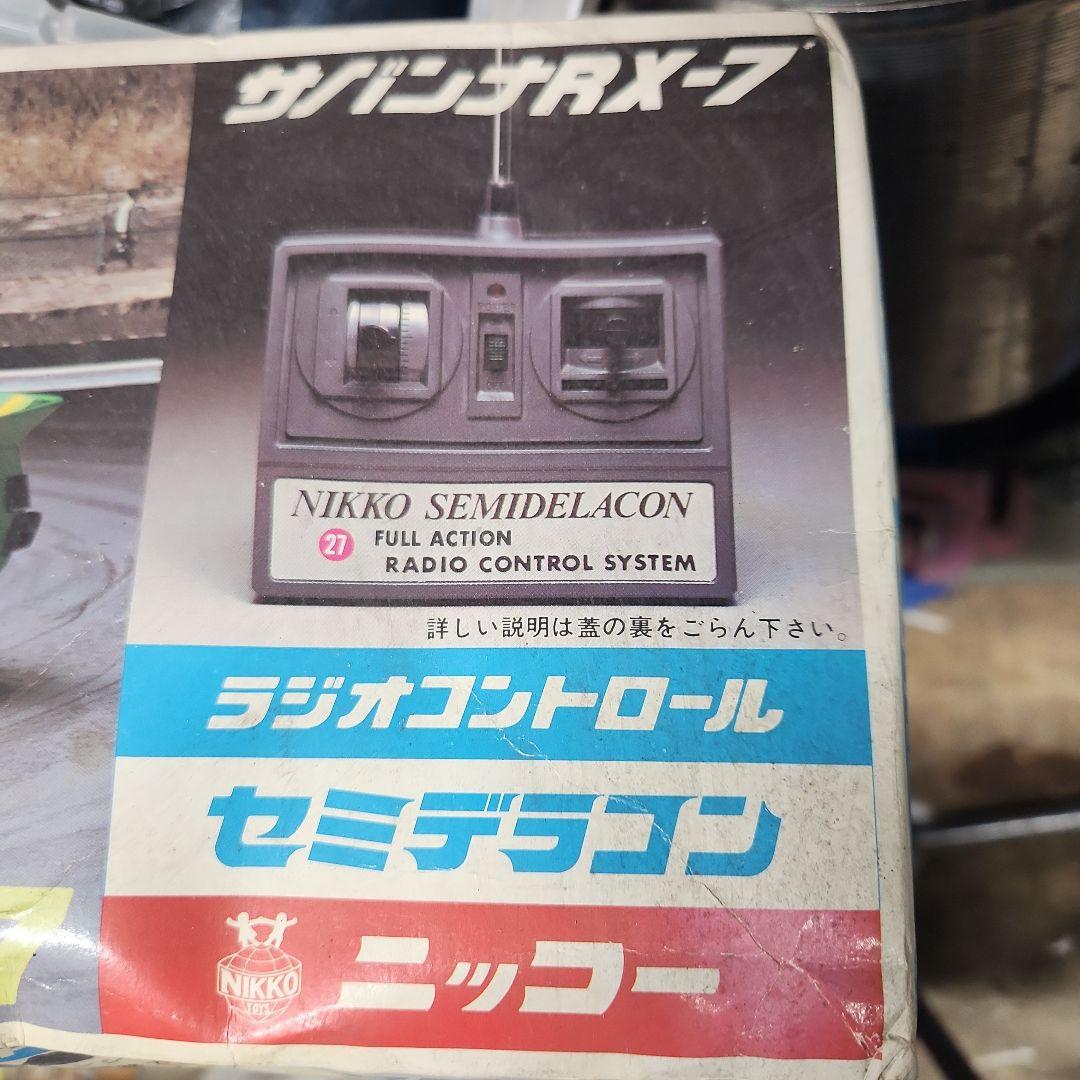 サバンナRX-7
POWER
NIKKO SEMIDELACON
27 FULL ACTION
RADIO CONTROL SYSTEM
詳しい説明は蓋の裏をごらん下さい。
ラジオコントロール
セミデラコン
NIKKO
TOYS
ニッコー